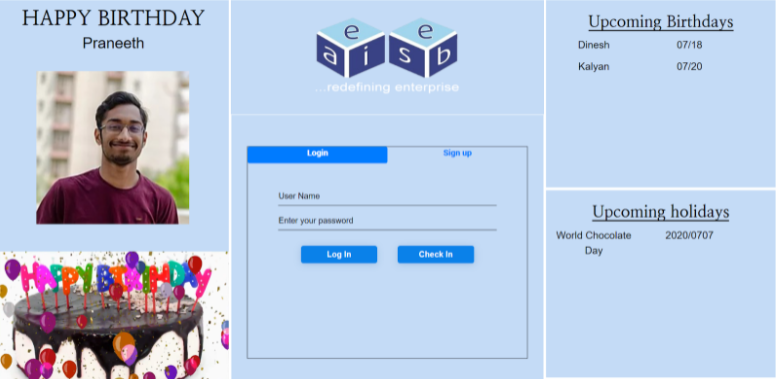 HAPPY BIRTHDAY
Praneeth
HAPPY BIRTHDAY
e e
a i s b
...redefining enterprise
Login Sign up
User Name
Enter your password
Log In Check In
Upcoming Birthdays
Dinesh 07/18
Kalyan 07/20
Upcoming holidays
World Chocolate 2020/0707
Day